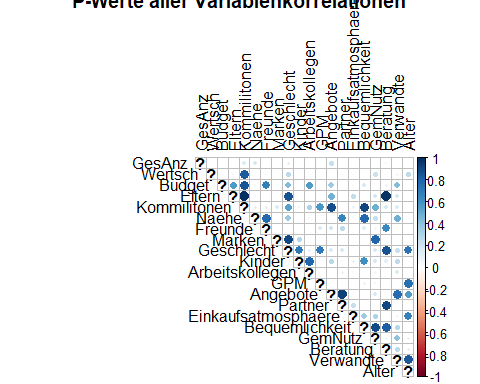 P-Werte aller Variablenkorrelationen
GesAnz
Wertsch
Budget
Eltern
Kommilitonen
Naehe
Freunde
Marken
Geschlecht
Kinder
Arbeitskollegen
GPM
Angebote
Partner
Einkaufsatmosphaere
Bequemlichkeit
GemNutz
Beratung
Verwandte
Alter
GesAnz ?
Wertsch ?
Budget ?
Eltern ?
Kommilitonen ?
Naehe ?
Freunde ?
Marken ?
Geschlecht ?
Kinder ?
Arbeitskollegen ?
GPM ?
Angebote ?
Partner ?
Einkaufsatmosphaere ?
Bequemlichkeit ?
GemNutz ?
Beratung ?
Verwandte ?
Alter ?
1
0.8
0.6
0.4
0.2
0
-0.2
-0.4
-0.6
-0.8
-1